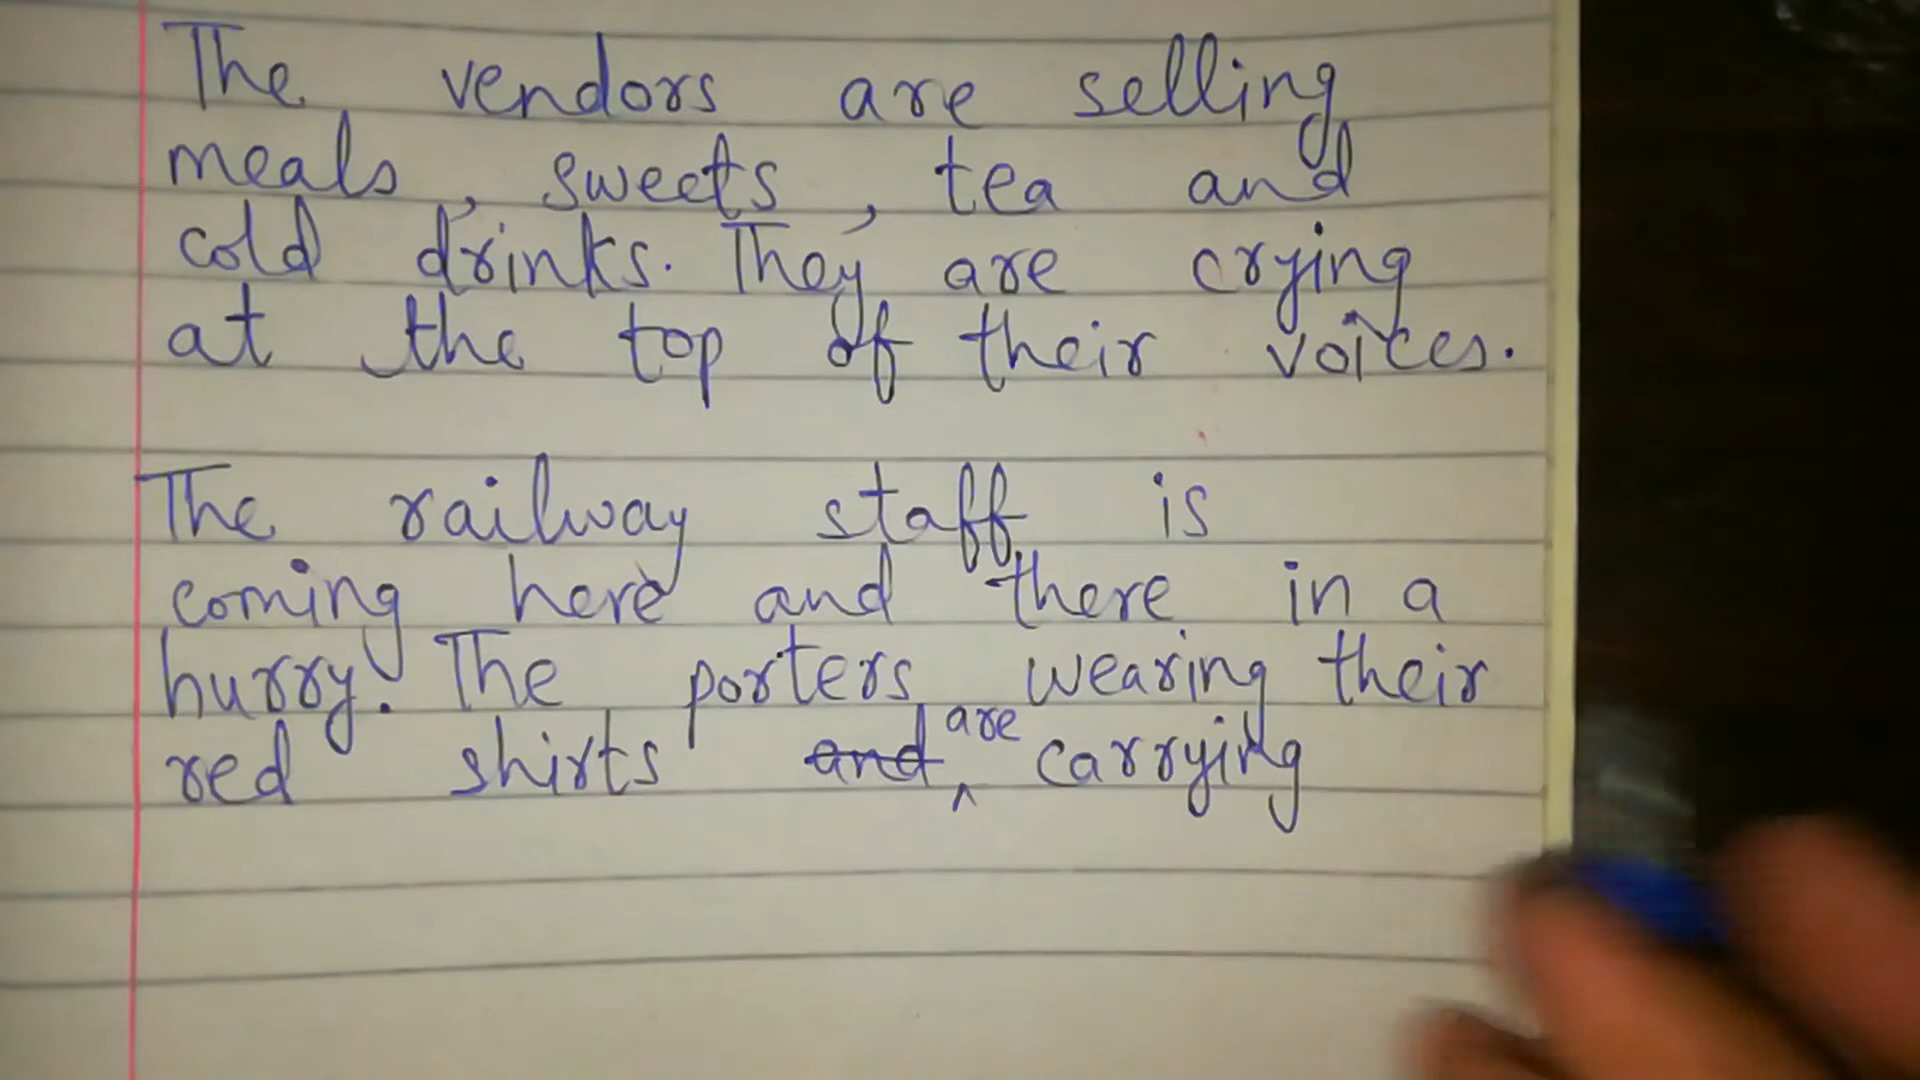 The vendors are selling
meals, sweets, tea and
cold drinks. They are crying
at the top of their voices.
The railway staff is
coming here and there in a
hurry. The porters wearing their
red shirts and are carrying